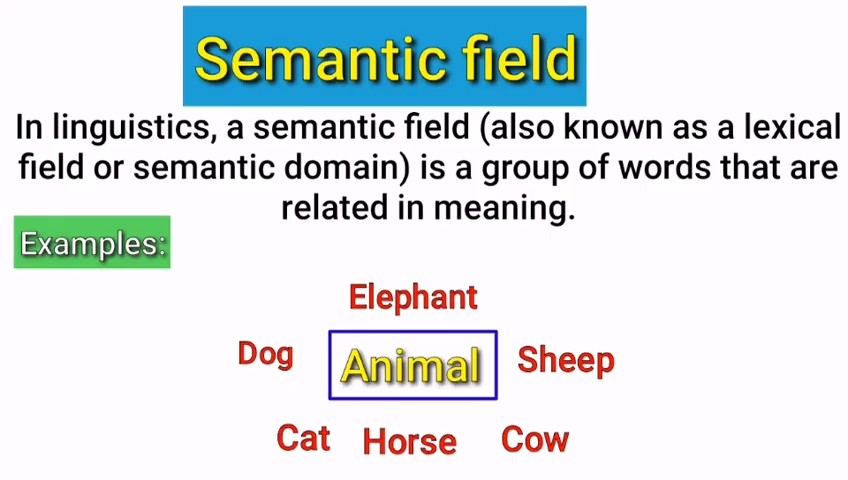 Semantic field
In linguistics, a semantic field (also known as a lexical
field or semantic domain) is a group of words that are
related in meaning.
Examples:
Elephant
Dog Animal Sheep
Cat Horse Cow